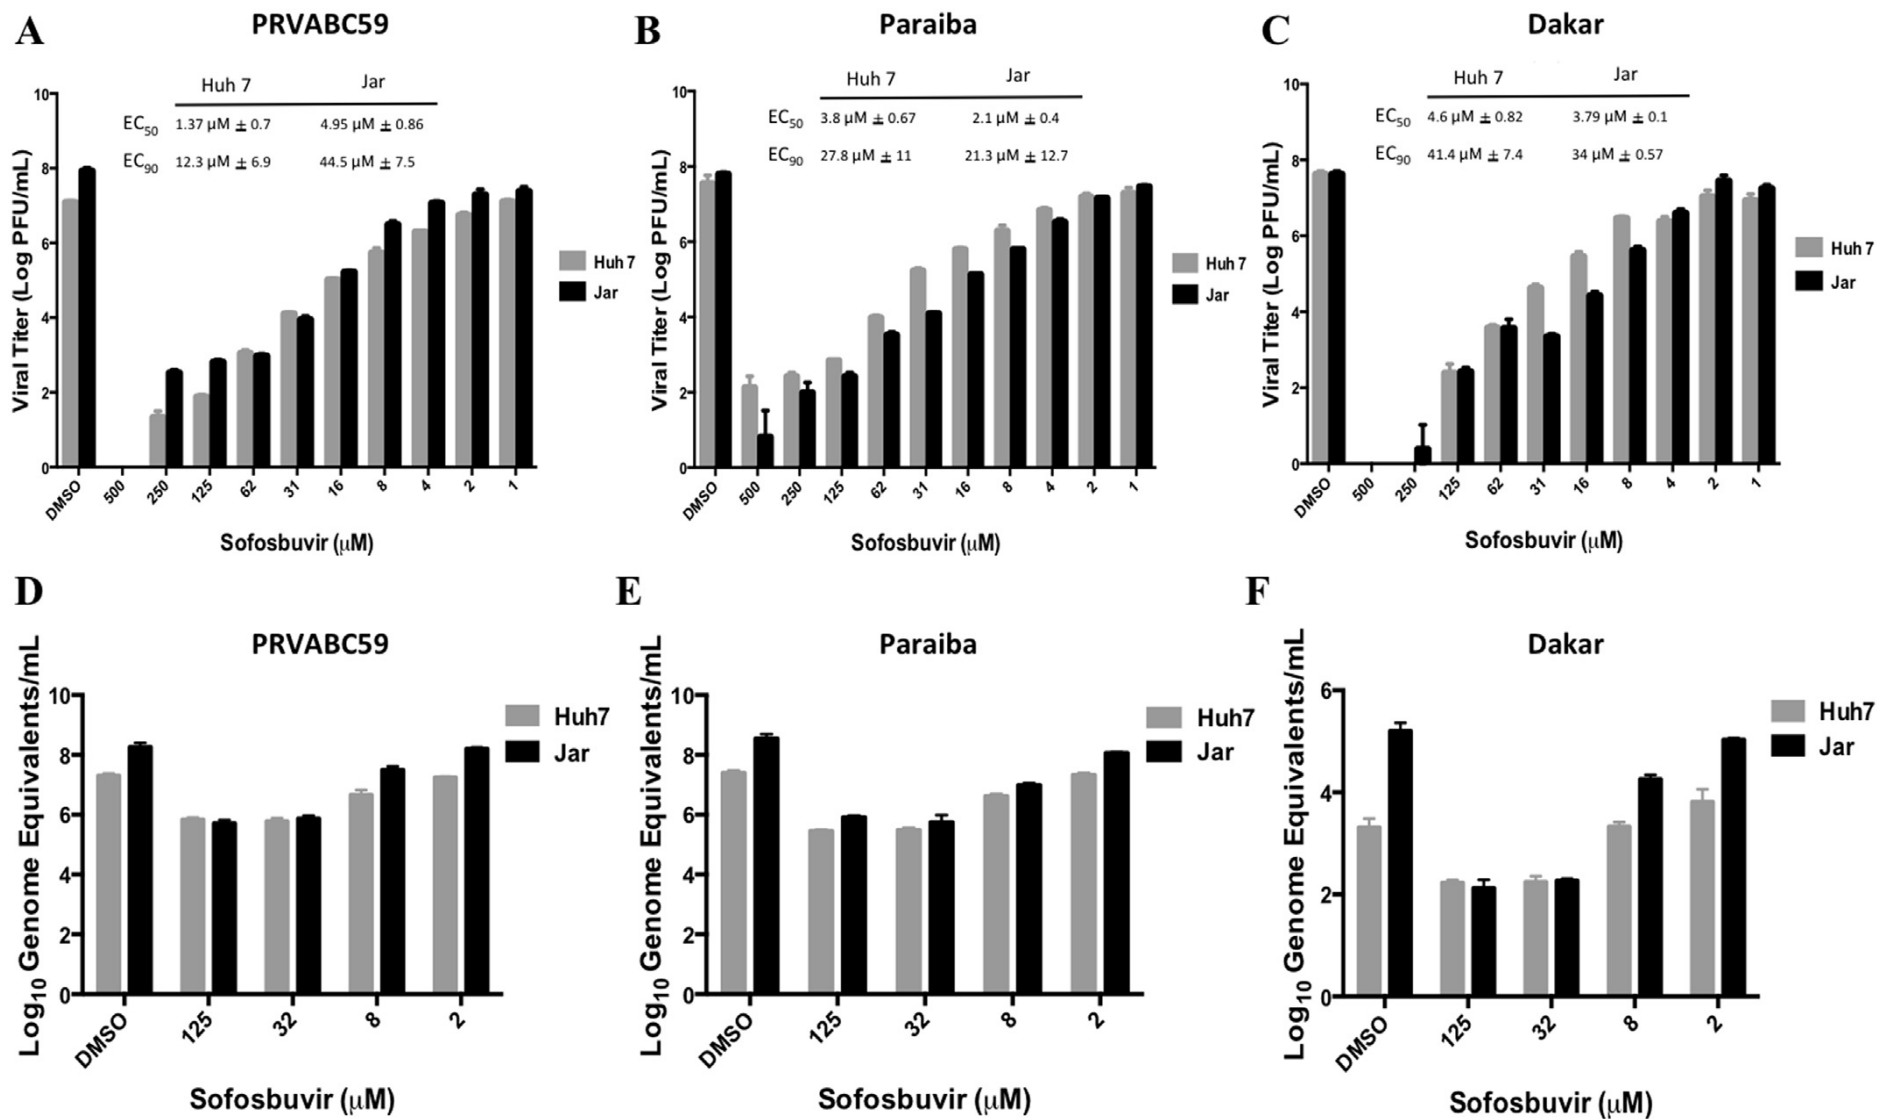 A
PRVABC59
Huh 7 Jar
EC50 1.37 µM ± 0.7 4.95 µM ± 0.86
EC90 12.3 µM ± 6.9 44.5 µM ± 7.5
Viral Titer (Log PFU/mL)
10
8
6
4
2
0
DMSO 500 250 125 62 31 16 8 4 2 1
Sofosbuvir (µM)
Huh 7
Jar
B
Paraiba
Huh 7 Jar
EC50 3.8 µM ± 0.67 2.1 µM ± 0.4
EC90 27.8 µM ± 11 21.3 µM ± 12.7
Viral Titer (Log PFU/mL)
10
8
6
4
2
0
DMSO 500 250 125 62 31 16 8 4 2 1
Sofosbuvir (µM)
Huh 7
Jar
C
Dakar
Huh 7 Jar
EC50 4.6 µM ± 0.82 3.79 µM ± 0.1
EC90 41.4 µM ± 7.4 34 µM ± 0.57
Viral Titer (Log PFU/mL)
10
8
6
4
2
0
DMSO 500 250 125 62 31 16 8 4 2 1
Sofosbuvir (µM)
Huh 7
Jar
D
PRVABC59
Log10 Genome Equivalents/mL
10
8
6
4
2
0
DMSO 125 32 8 2
Sofosbuvir (µM)
Huh7
Jar
E
Paraiba
Log10 Genome Equivalents/mL
10
8
6
4
2
0
DMSO 125 32 8 2
Sofosbuvir (µM)
Huh7
Jar
F
Dakar
Log10 Genome Equivalents/mL
6
4
2
0
DMSO 125 32 8 2
Sofosbuvir (µM)
Huh7
Jar